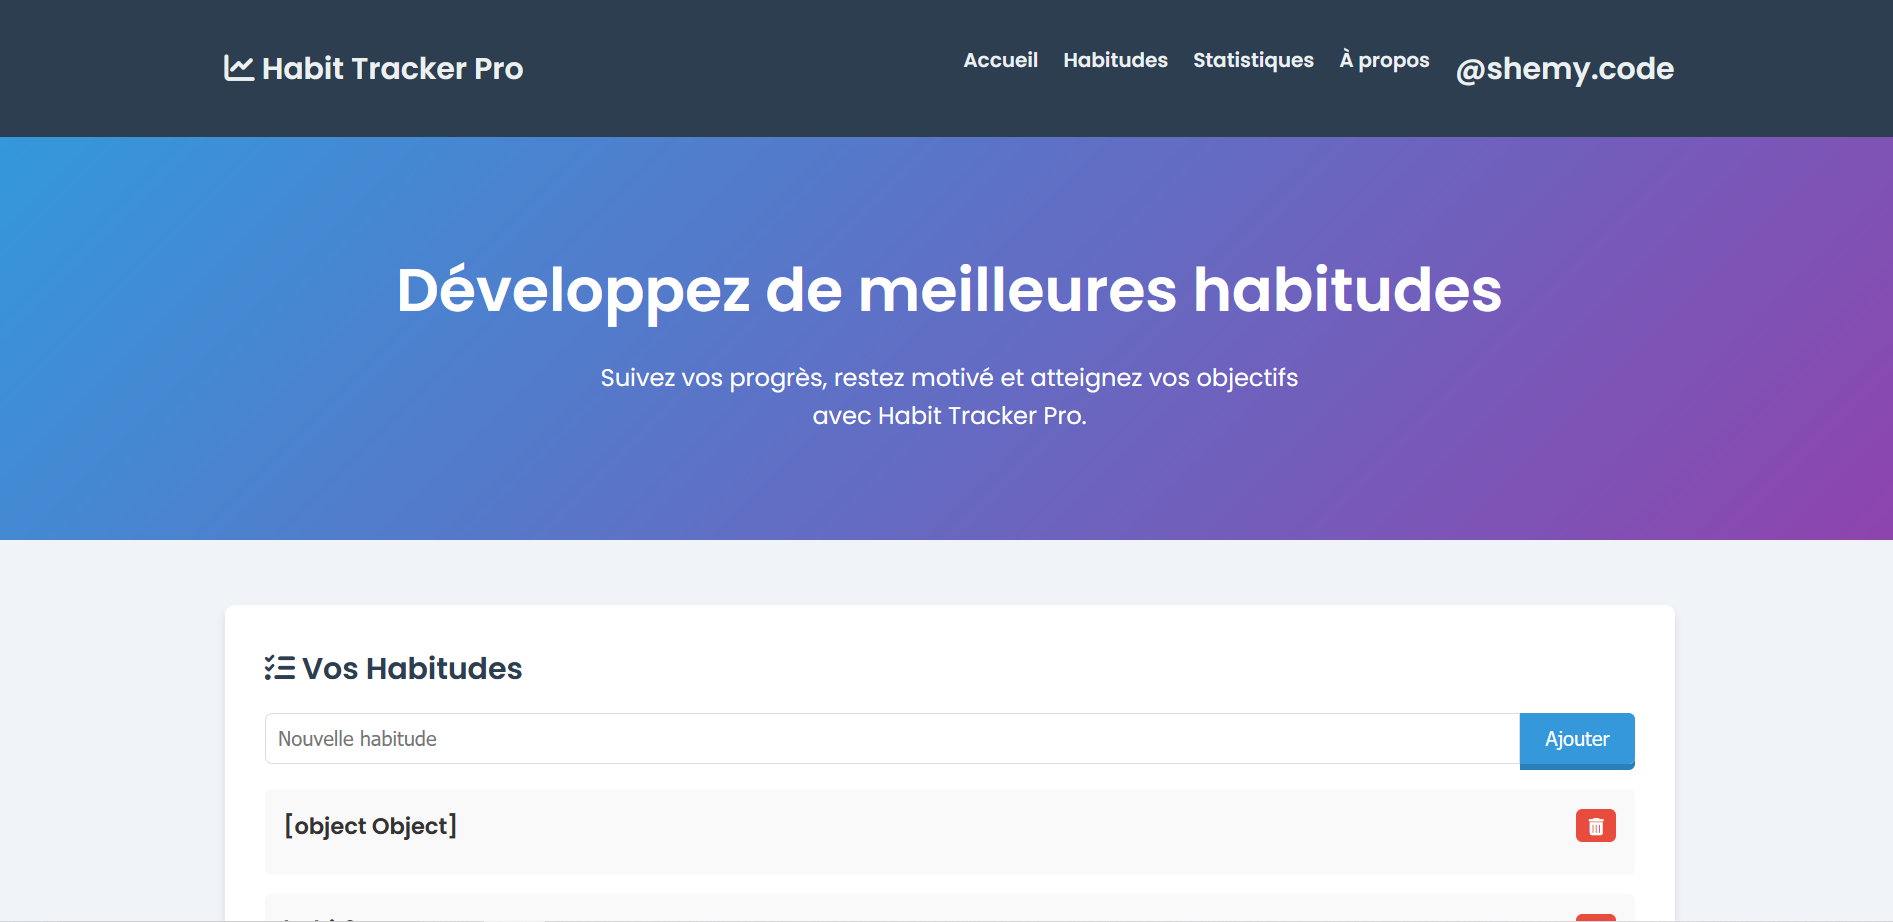 Habit Tracker Pro
Accueil Habitudes Statistiques À propos @shemy.code
Développez de meilleures habitudes
Suivez vos progrès, restez motivé et atteignez vos objectifs
avec Habit Tracker Pro.
Vos Habitudes
Nouvelle habitude
Ajouter
[object Object]